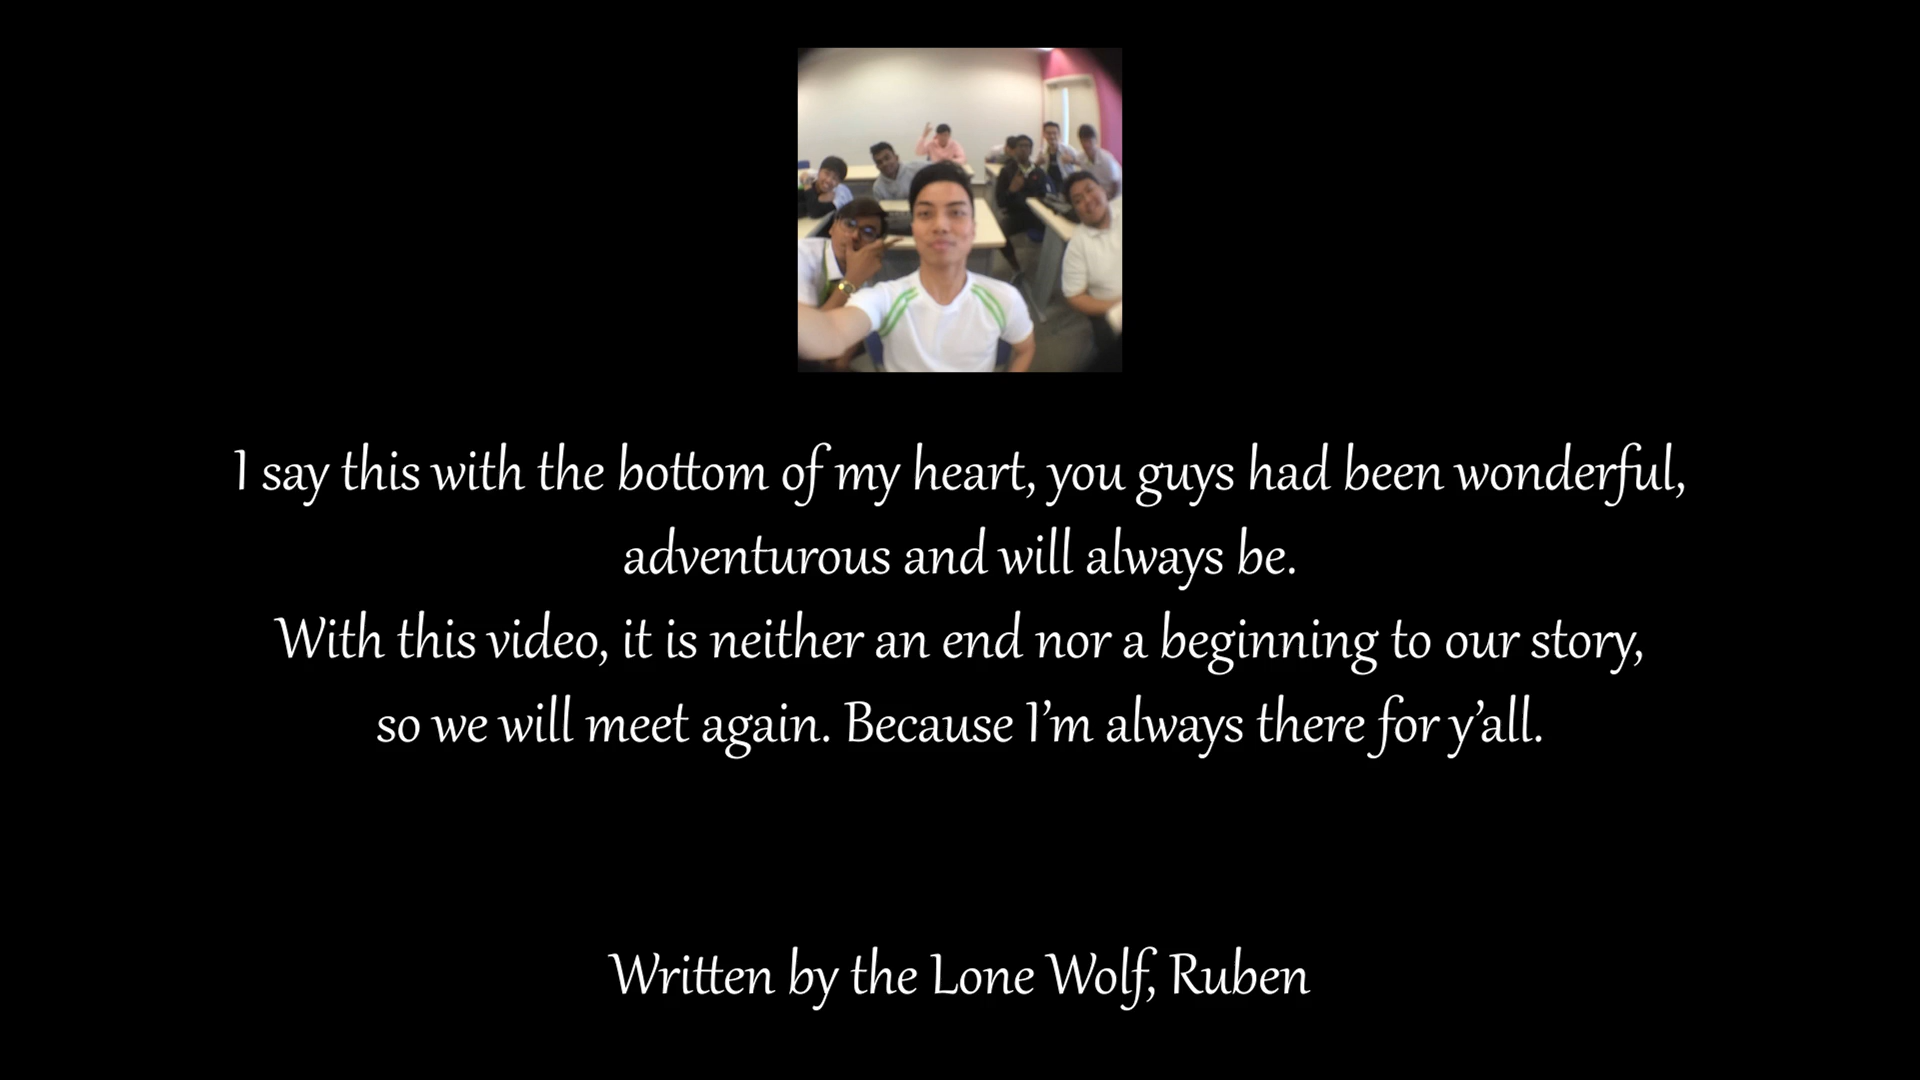 I say this with the bottom of my heart, you guys had been wonderful,
adventurous and will always be.
With this video, it is neither an end nor a beginning to our story,
so we will meet again. Because I'm always there for y'all.
Written by the Lone Wolf, Ruben